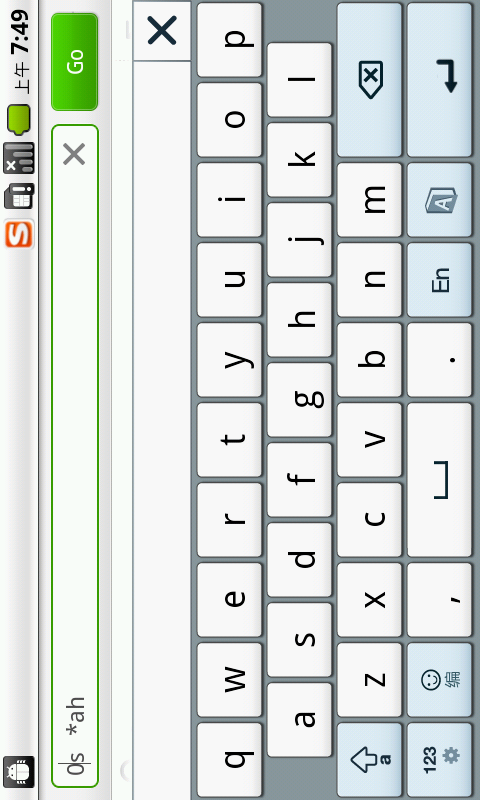 S 上午 7:49
0s *ah Go
q w e r t y u i o p
a s d f g h j k l
a z x c v b n m
123 编 , . En A